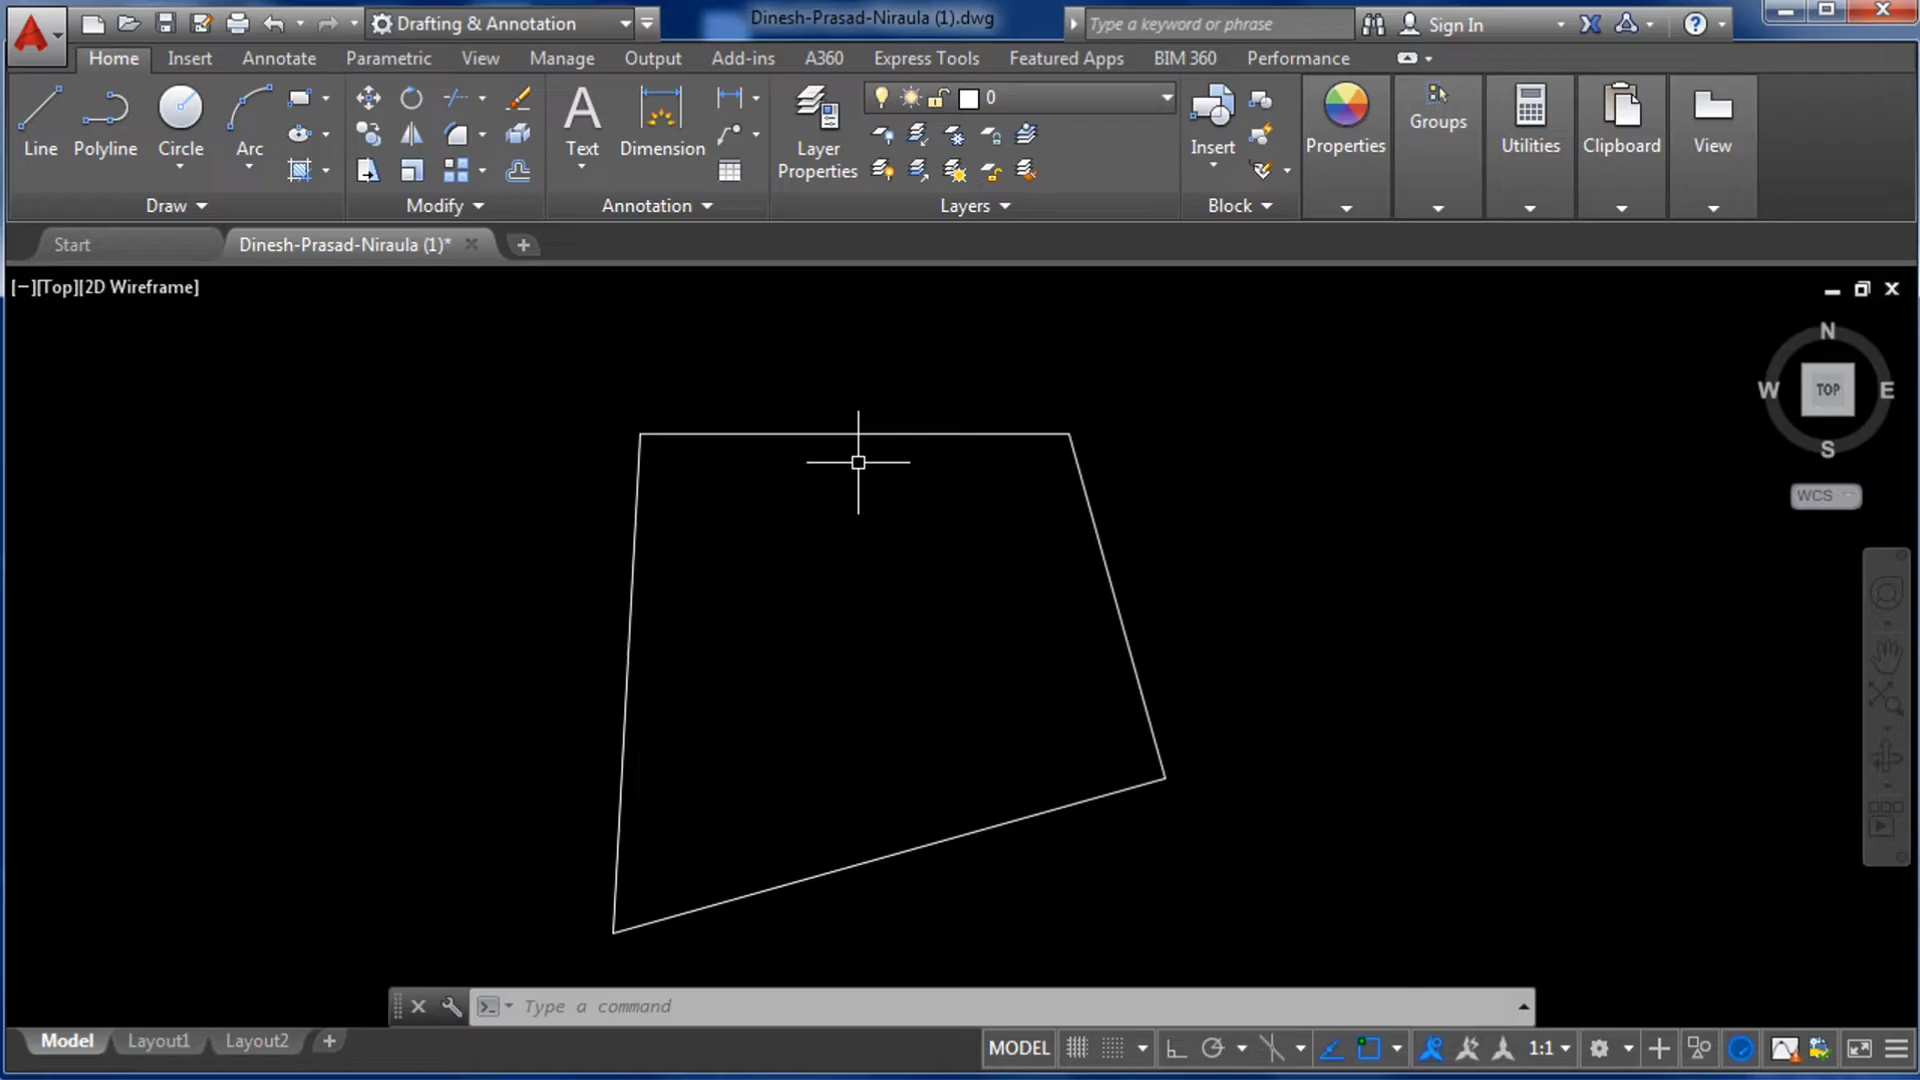 Drafting & Annotation
Dinesh-Prasad-Niraula (1).dwg
Type a keyword or phrase
Sign In
Home Insert Annotate Parametric View Manage Output Add-ins A360 Express Tools Featured Apps BIM 360 Performance
0
Line Polyline Circle Arc
A
Text Dimension
Layer Properties
Insert
Properties
Groups
Utilities
Clipboard
View
Draw Modify Annotation Layers Block
Start Dinesh-Prasad-Niraula (1)*
[−][Top][2D Wireframe]
N
W TOP E
S
WCS
Type a command
Model Layout1 Layout2
MODEL 1:1